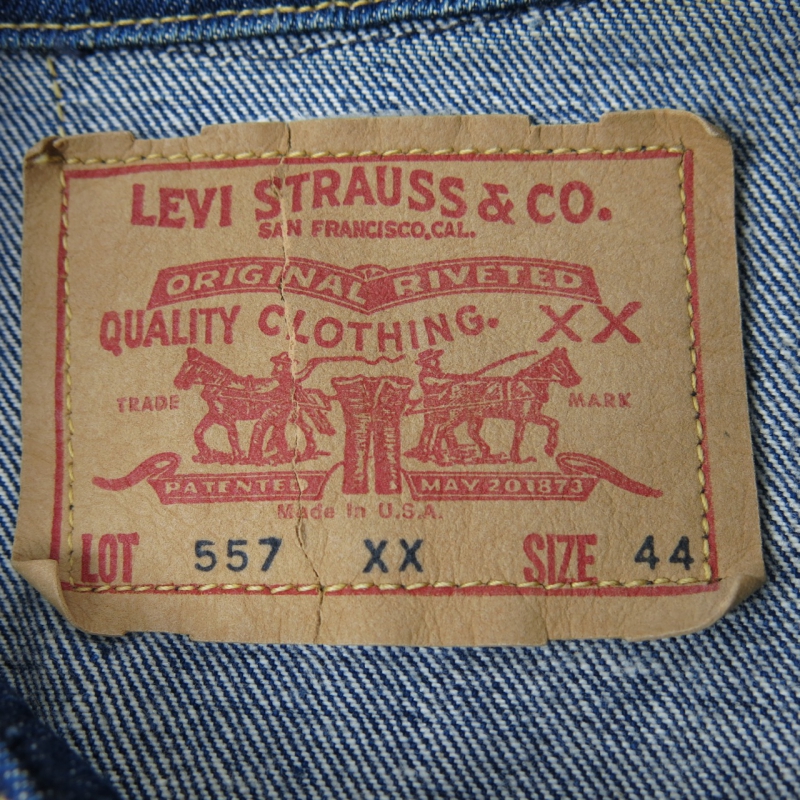 LEVI STRAUSS & CO.
SAN FRANCISCO, CAL.
ORIGINAL RIVETED
QUALITY CLOTHING. XX
TRADE MARK
PATENTED MAY 20 1873
Made in U.S.A.
LOT 557 XX SIZE 44